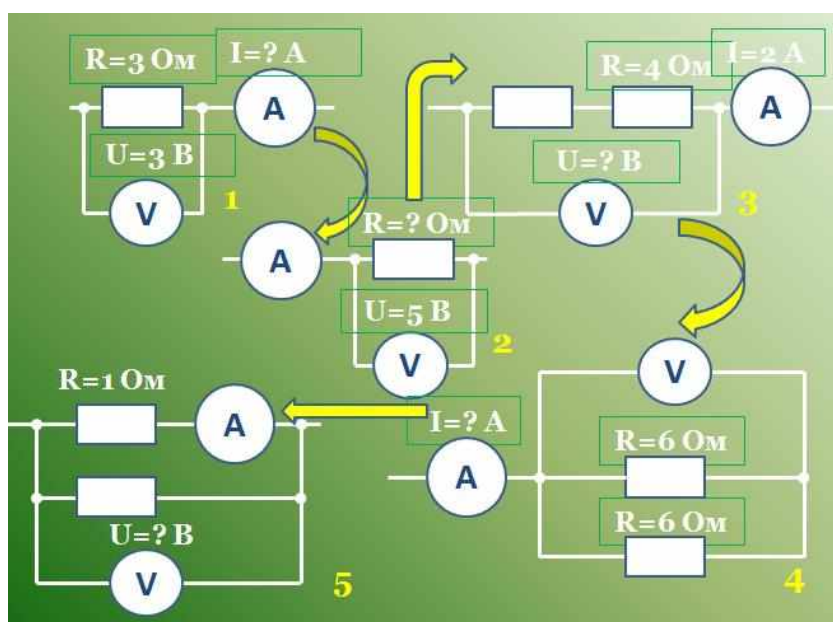 R=3 Ом I=? А
А
U=3 В
V
1
R=4 Ом I=2 А
А
U=? В
V
3
R=? Ом
А
U=5 В
V
2
V
I=? А
А
R=6 Ом
R=6 Ом
4
R=1 Ом
А
U=? В
V
5